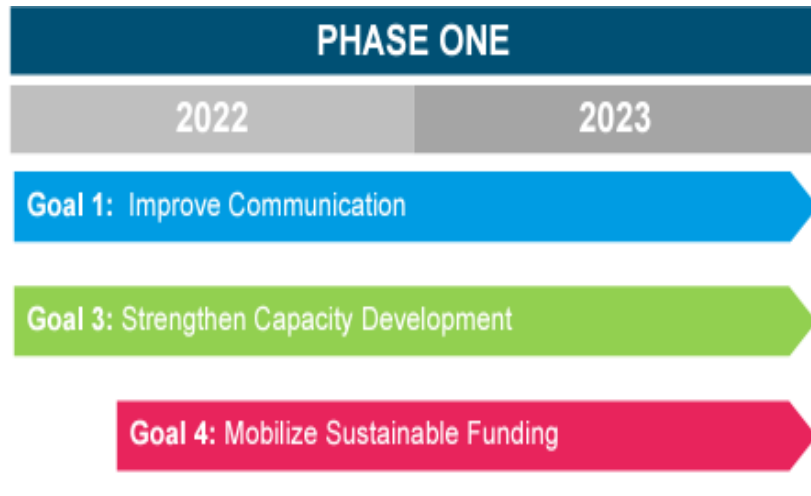 PHASE ONE
2022 2023
Goal 1: Improve Communication
Goal 3: Strengthen Capacity Development
Goal 4: Mobilize Sustainable Funding